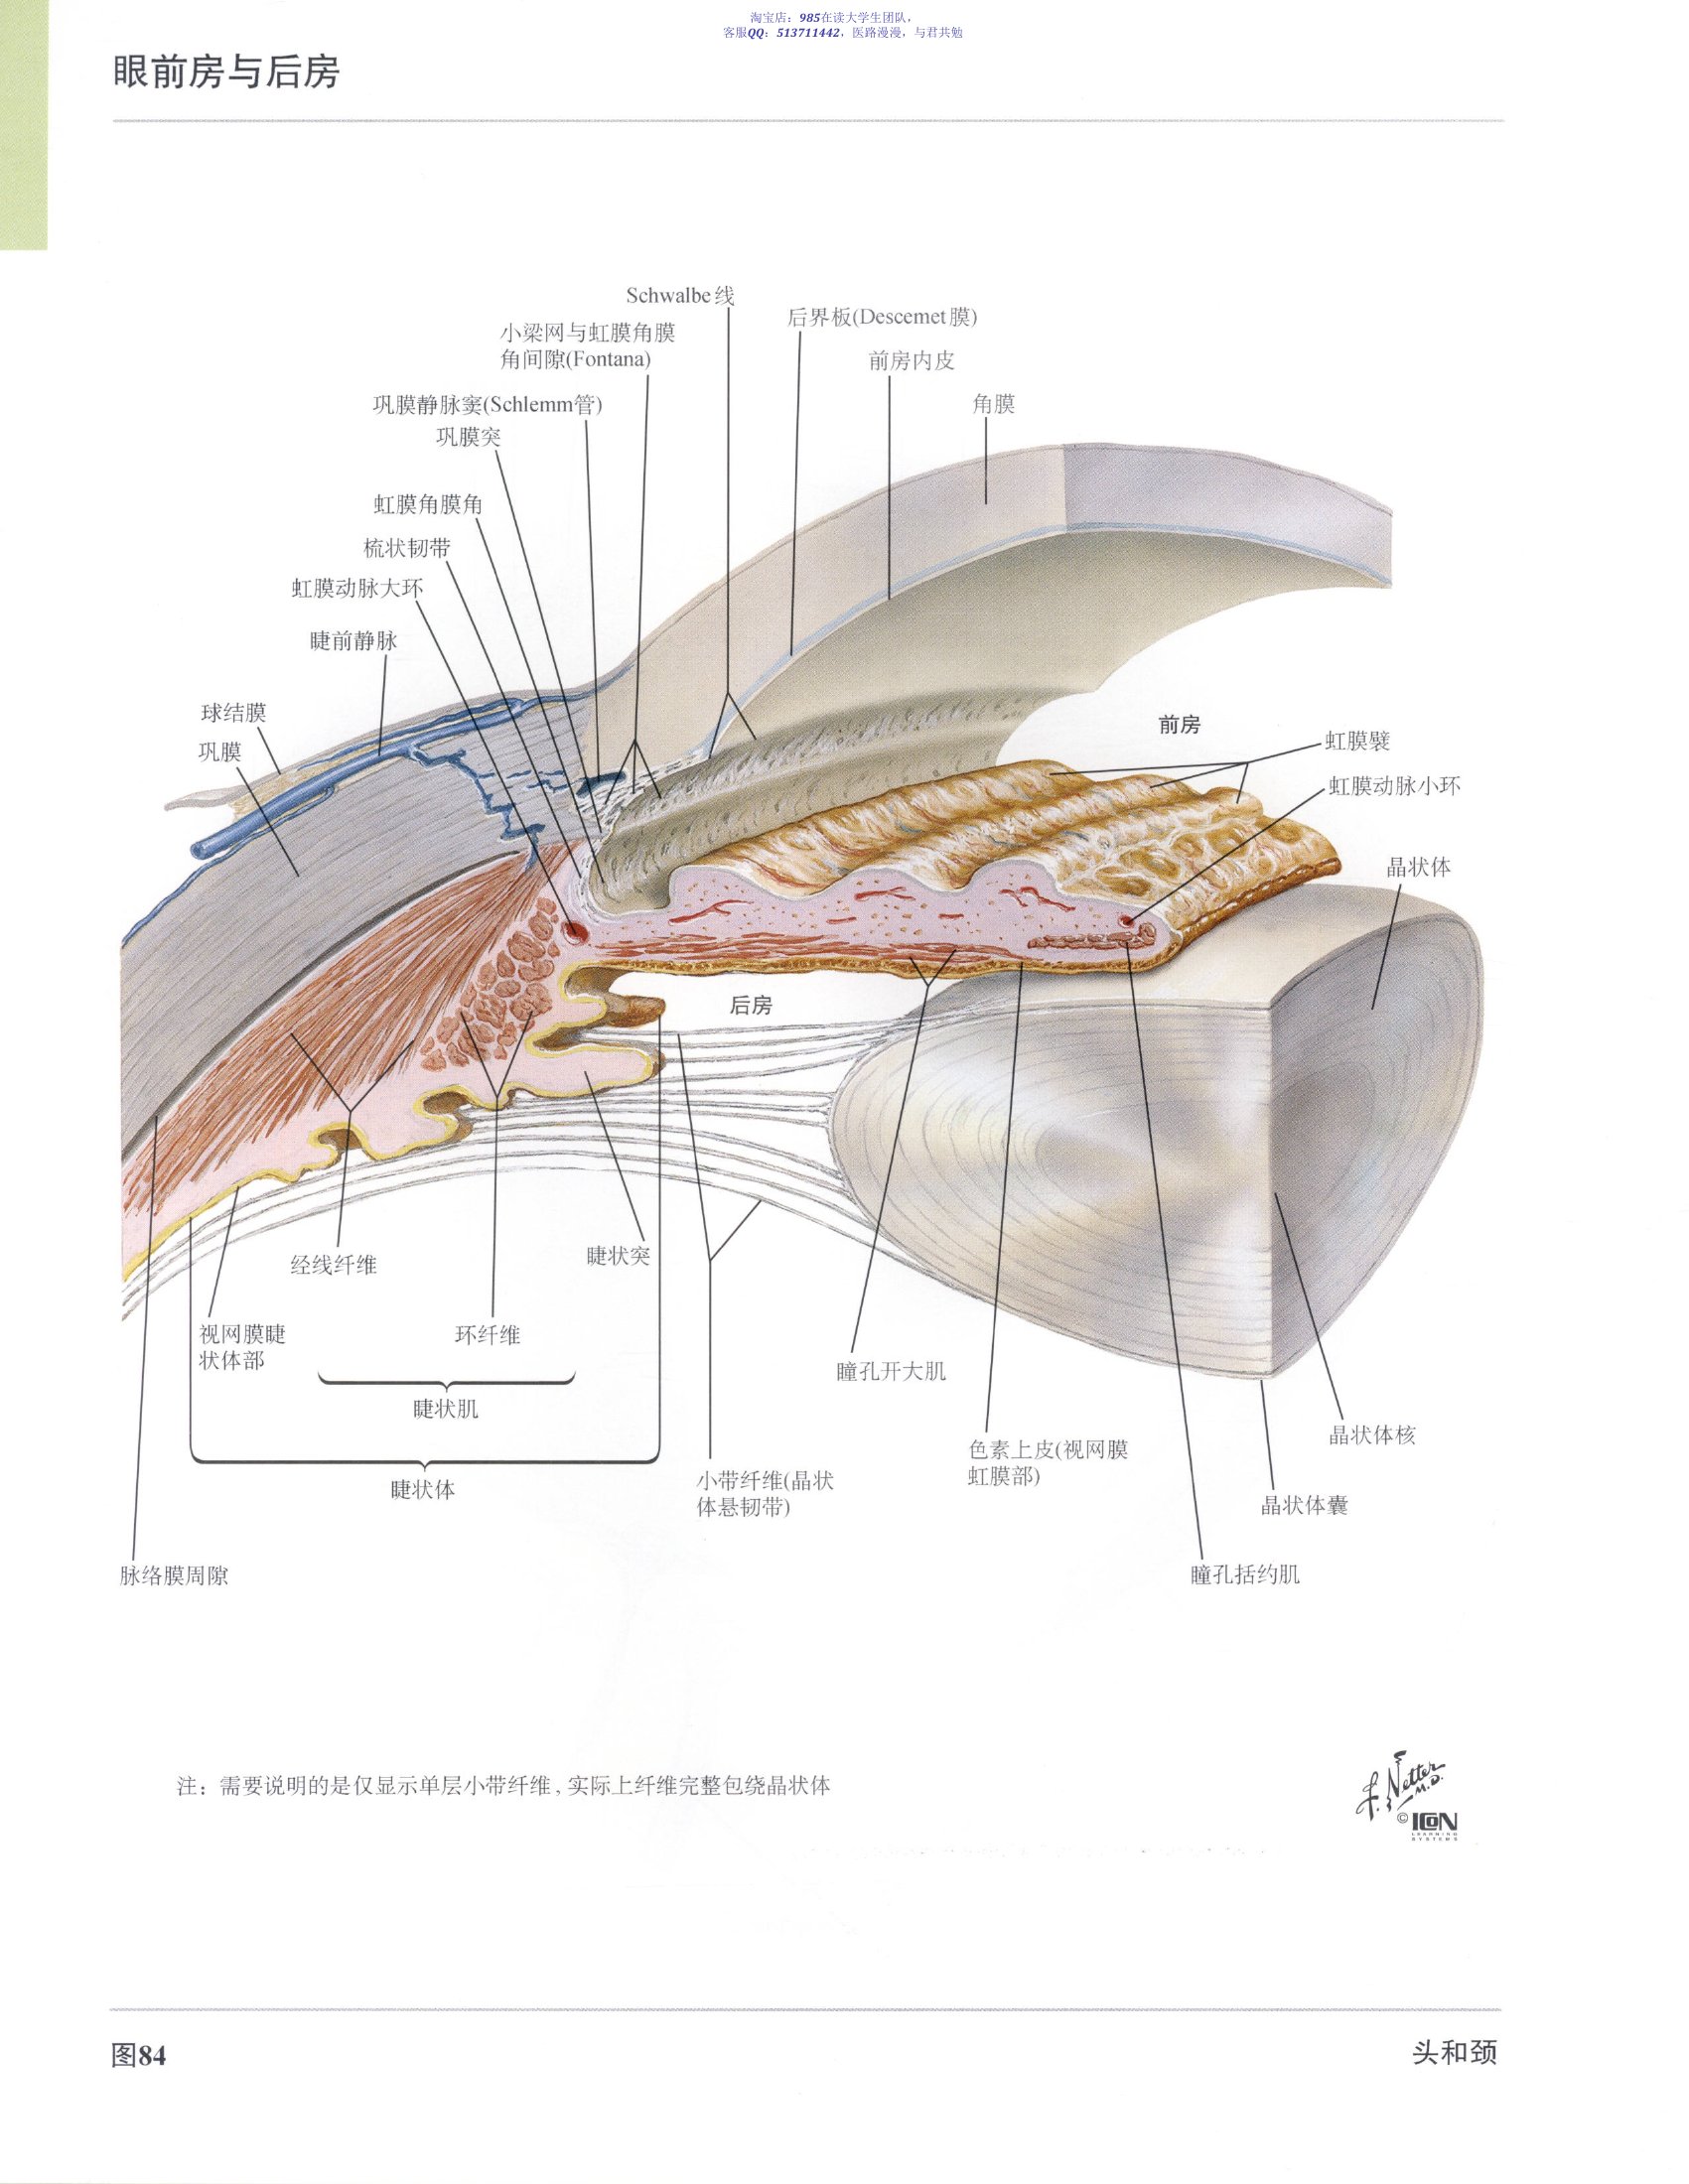 淘宝店：985在读大学生团队，
客服QQ：513711442，医路漫漫，与君共勉
眼前房与后房
Schwalbe线
后界板(Descemet膜)
小梁网与虹膜角膜
角间隙(Fontana)
前房内皮
巩膜静脉窦(Schlemm管)
角膜
巩膜突
虹膜角膜角
梳状韧带
虹膜动脉大环
睫前静脉
球结膜
前房
虹膜襞
巩膜
虹膜动脉小环
晶状体
后房
睫状突
经线纤维
视网膜睫
状体部
环纤维
瞳孔开大肌
睫状肌
晶状体核
色素上皮(视网膜
虹膜部)
小带纤维(晶状
体悬韧带)
睫状体
晶状体囊
脉络膜周隙
瞳孔括约肌
注：需要说明的是仅显示单层小带纤维，实际上纤维完整包绕晶状体
F. Netter
M.D.
© ICON
LEARNING
SYSTEMS
图84
头和颈